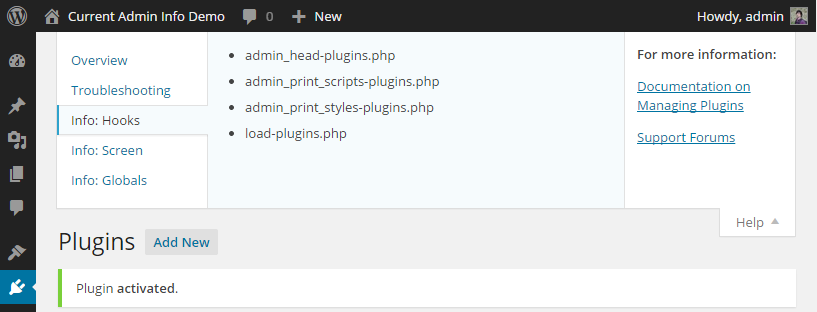 Current Admin Info Demo 0 + New Howdy, admin
Overview
Troubleshooting
Info: Hooks
Info: Screen
Info: Globals
• admin_head-plugins.php
• admin_print_scripts-plugins.php
• admin_print_styles-plugins.php
• load-plugins.php
For more information:
Documentation on
Managing Plugins
Support Forums
Help
Plugins Add New
Plugin activated.